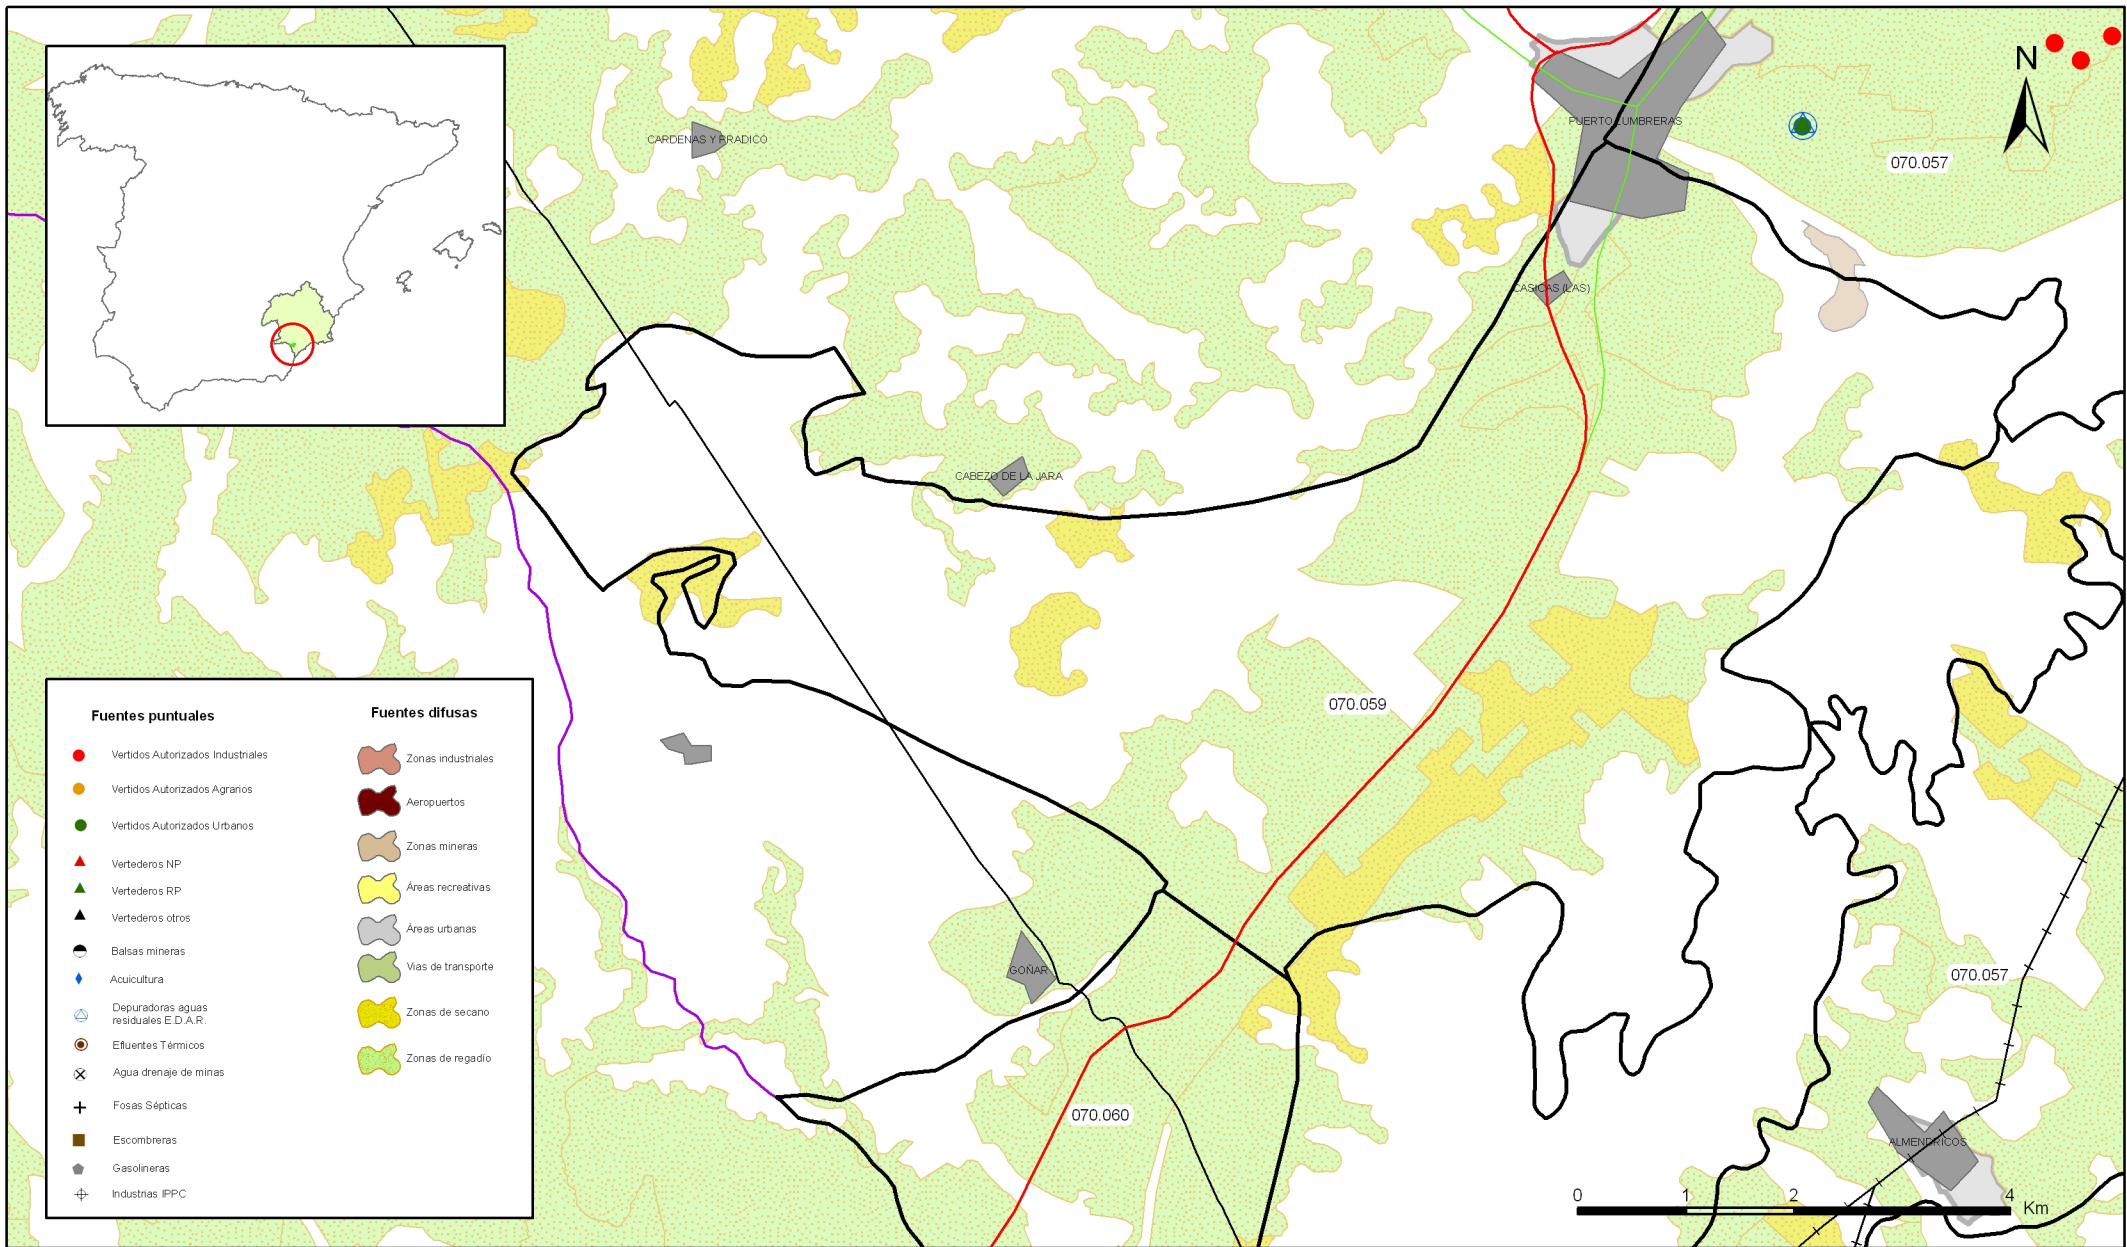 N
CARDENAS Y PRADICO
PUERTO LUMBRERAS
070.057
CASICAS (LAS)
CABEZO DE LA JARA
070.059
Fuentes puntuales
Vertidos Autorizados Industriales
Vertidos Autorizados Agrarios
Vertidos Autorizados Urbanos
Vertederos NP
Vertederos RP
Vertederos otros
Balsas mineras
Acuicultura
Depuradoras aguas
residuales E.D.A.R.
Efluentes Térmicos
Agua drenaje de minas
Fosas Sépticas
Escombreras
Gasolineras
Industrias IPPC
Fuentes difusas
Zonas industriales
Aeropuertos
Zonas mineras
Áreas recreativas
Áreas urbanas
Vias de transporte
Zonas de secano
Zonas de regadío
GOÑAR
070.057
070.060
ALMENDRICOS
0 1 2 4
Km